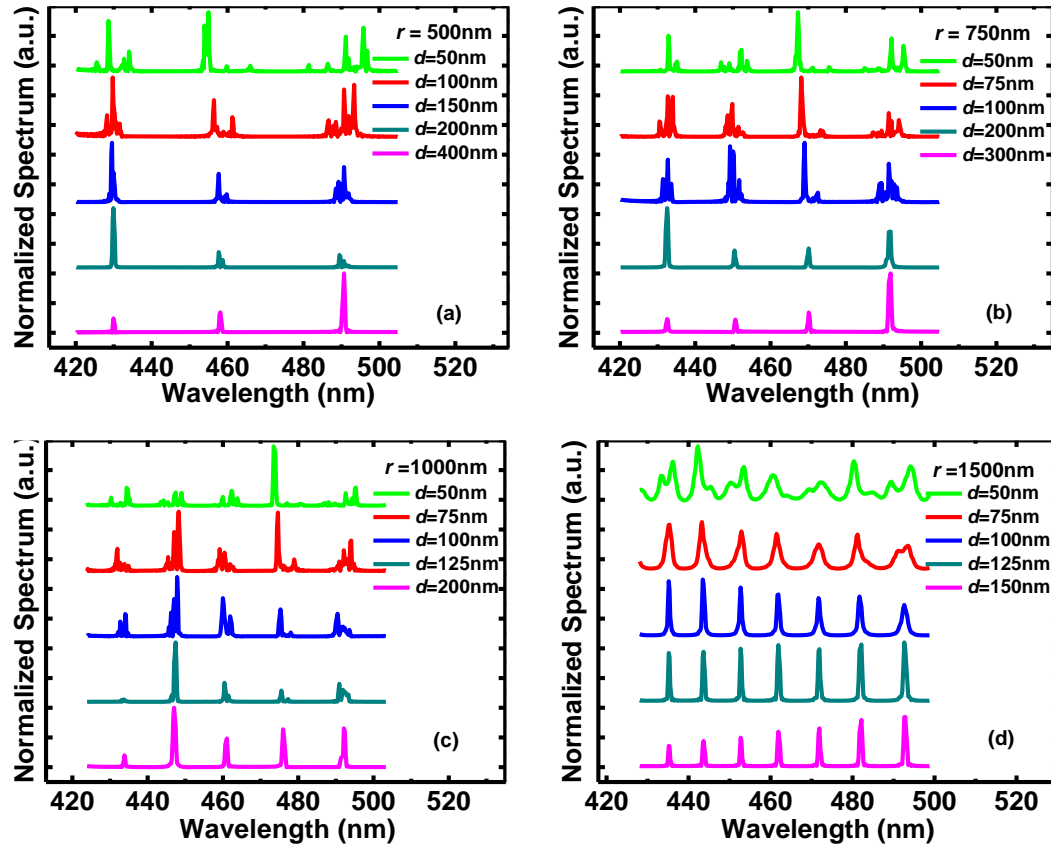 Normalized Spectrum (a.u.)
r = 500nm
d=50nm
d=100nm
d=150nm
d=200nm
d=400nm
(a)
420 440 460 480 500 520
Wavelength (nm)
Normalized Spectrum (a.u.)
r = 750nm
d=50nm
d=75nm
d=100nm
d=200nm
d=300nm
(b)
420 440 460 480 500 520
Wavelength (nm)
Normalized Spectrum (a.u.)
r =1000nm
d=50nm
d=75nm
d=100nm
d=125nm
d=200nm
(c)
420 440 460 480 500 520
Wavelength (nm)
Normalized Spectrum (a.u.)
r =1500nm
d=50nm
d=75nm
d=100nm
d=125nm
d=150nm
(d)
420 440 460 480 500 520
Wavelength (nm)